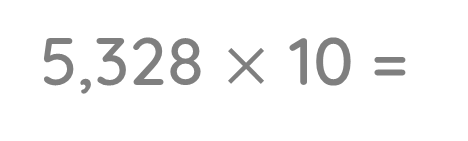 5,328 × 10 =